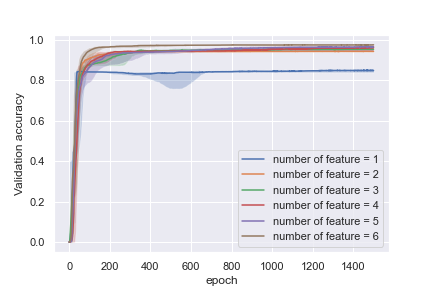 1.0
0.8
0.6
0.4
0.2
0.0
Validation accuracy
number of feature = 1
number of feature = 2
number of feature = 3
number of feature = 4
number of feature = 5
number of feature = 6
0 200 400 600 800 1000 1200 1400
epoch